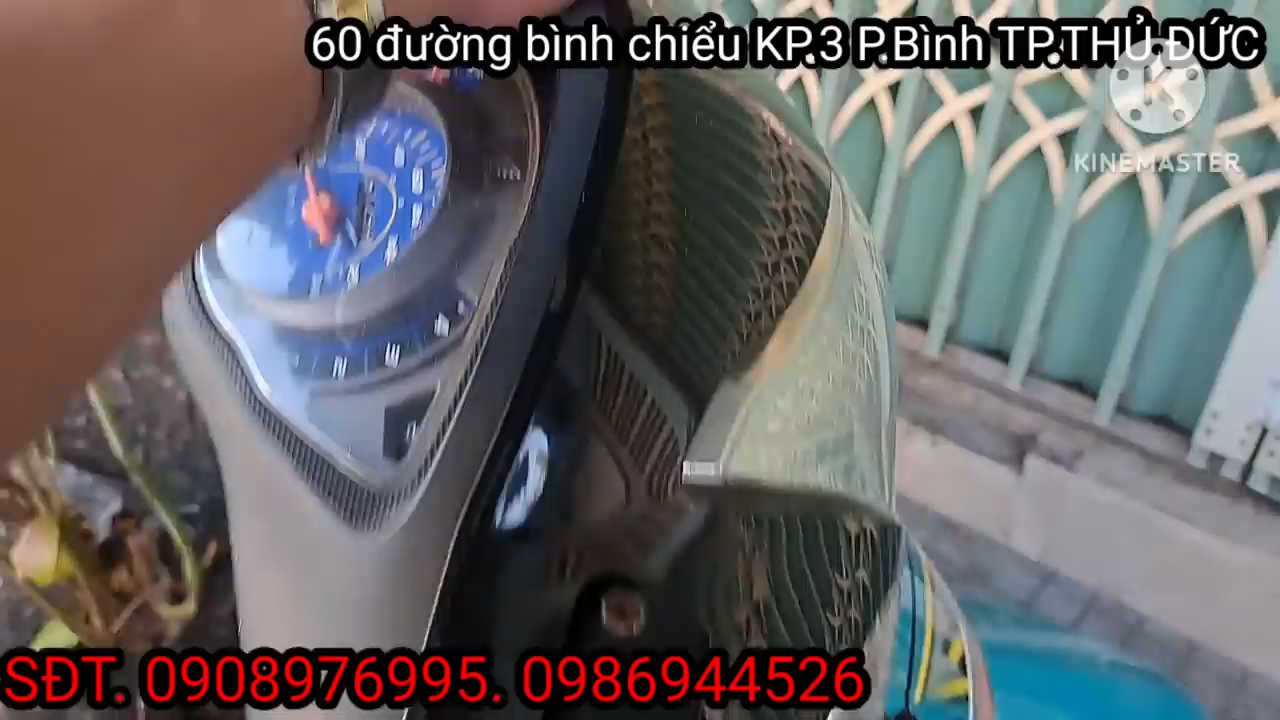 60 đường bình chiểu KP.3 P.Bình TP.THỦ ĐỨC
KINEMASTER
SĐT. 0908976995. 0986944526